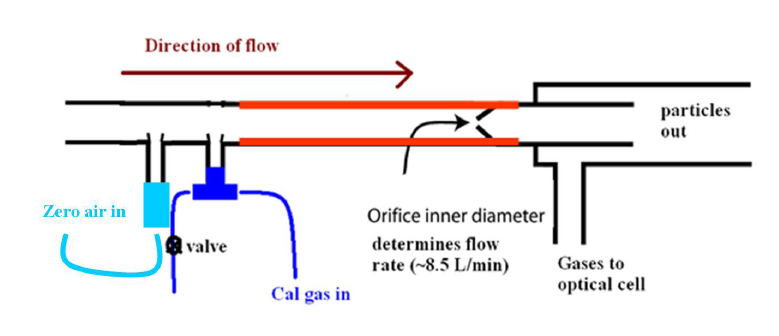 Direction of flow
particles
out
Zero air in
valve
Cal gas in
Orifice inner diameter
determines flow
rate (~8.5 L/min)
Gases to
optical cell